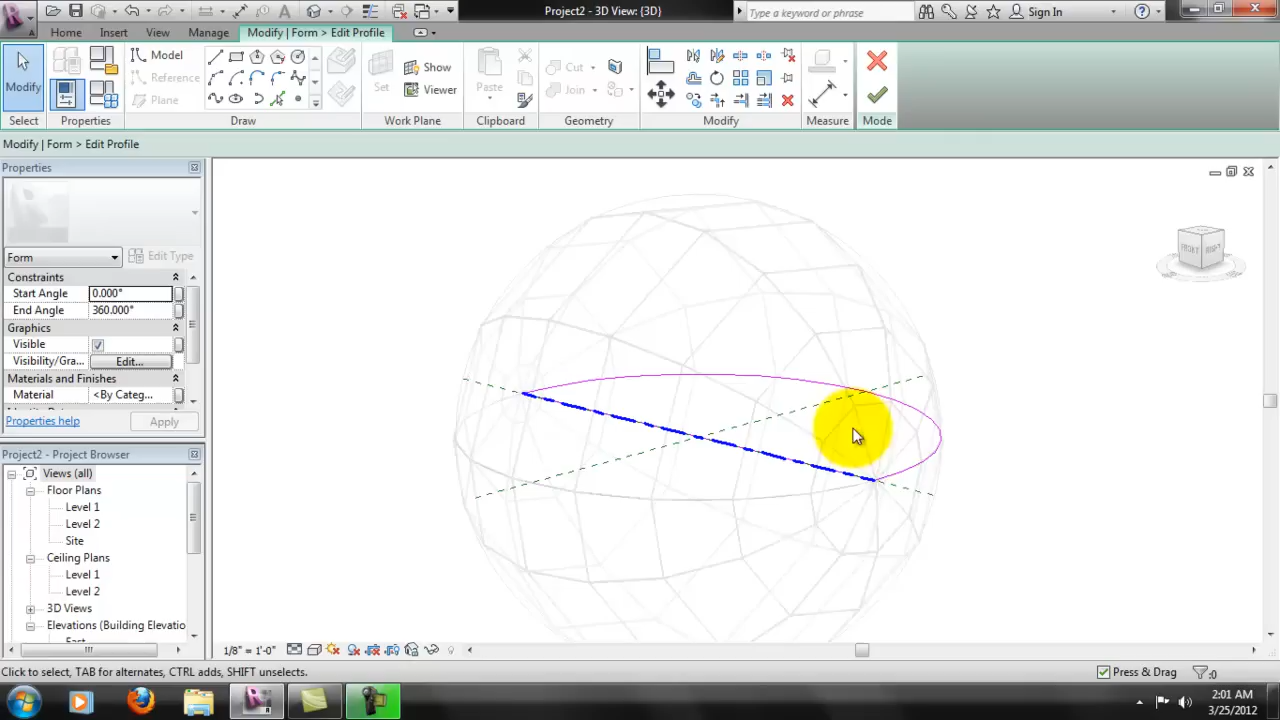 Project2 - 3D View: {3D}
Type a keyword or phrase
Sign In
Home
Insert
View
Manage
Modify | Form > Edit Profile
Modify
Model
Reference
Plane
Set
Show
Viewer
Paste
Cut
Join
Select
Properties
Draw
Work Plane
Clipboard
Geometry
Modify
Measure
Mode
Modify | Form > Edit Profile
Properties
Form
Edit Type
Constraints
Start Angle 0.000°
End Angle 360.000°
Graphics
Visible
Visibility/Gra... Edit...
Materials and Finishes
Material <By Categ...
Properties help
Apply
Project2 - Project Browser
Views (all)
Floor Plans
Level 1
Level 2
Site
Ceiling Plans
Level 1
Level 2
3D Views
Elevations (Building Elevatio
East
FRONT
RIGHT
1/8" = 1'-0"
Click to select, TAB for alternates, CTRL adds, SHIFT unselects.
Press & Drag
:0
2:01 AM
3/25/2012